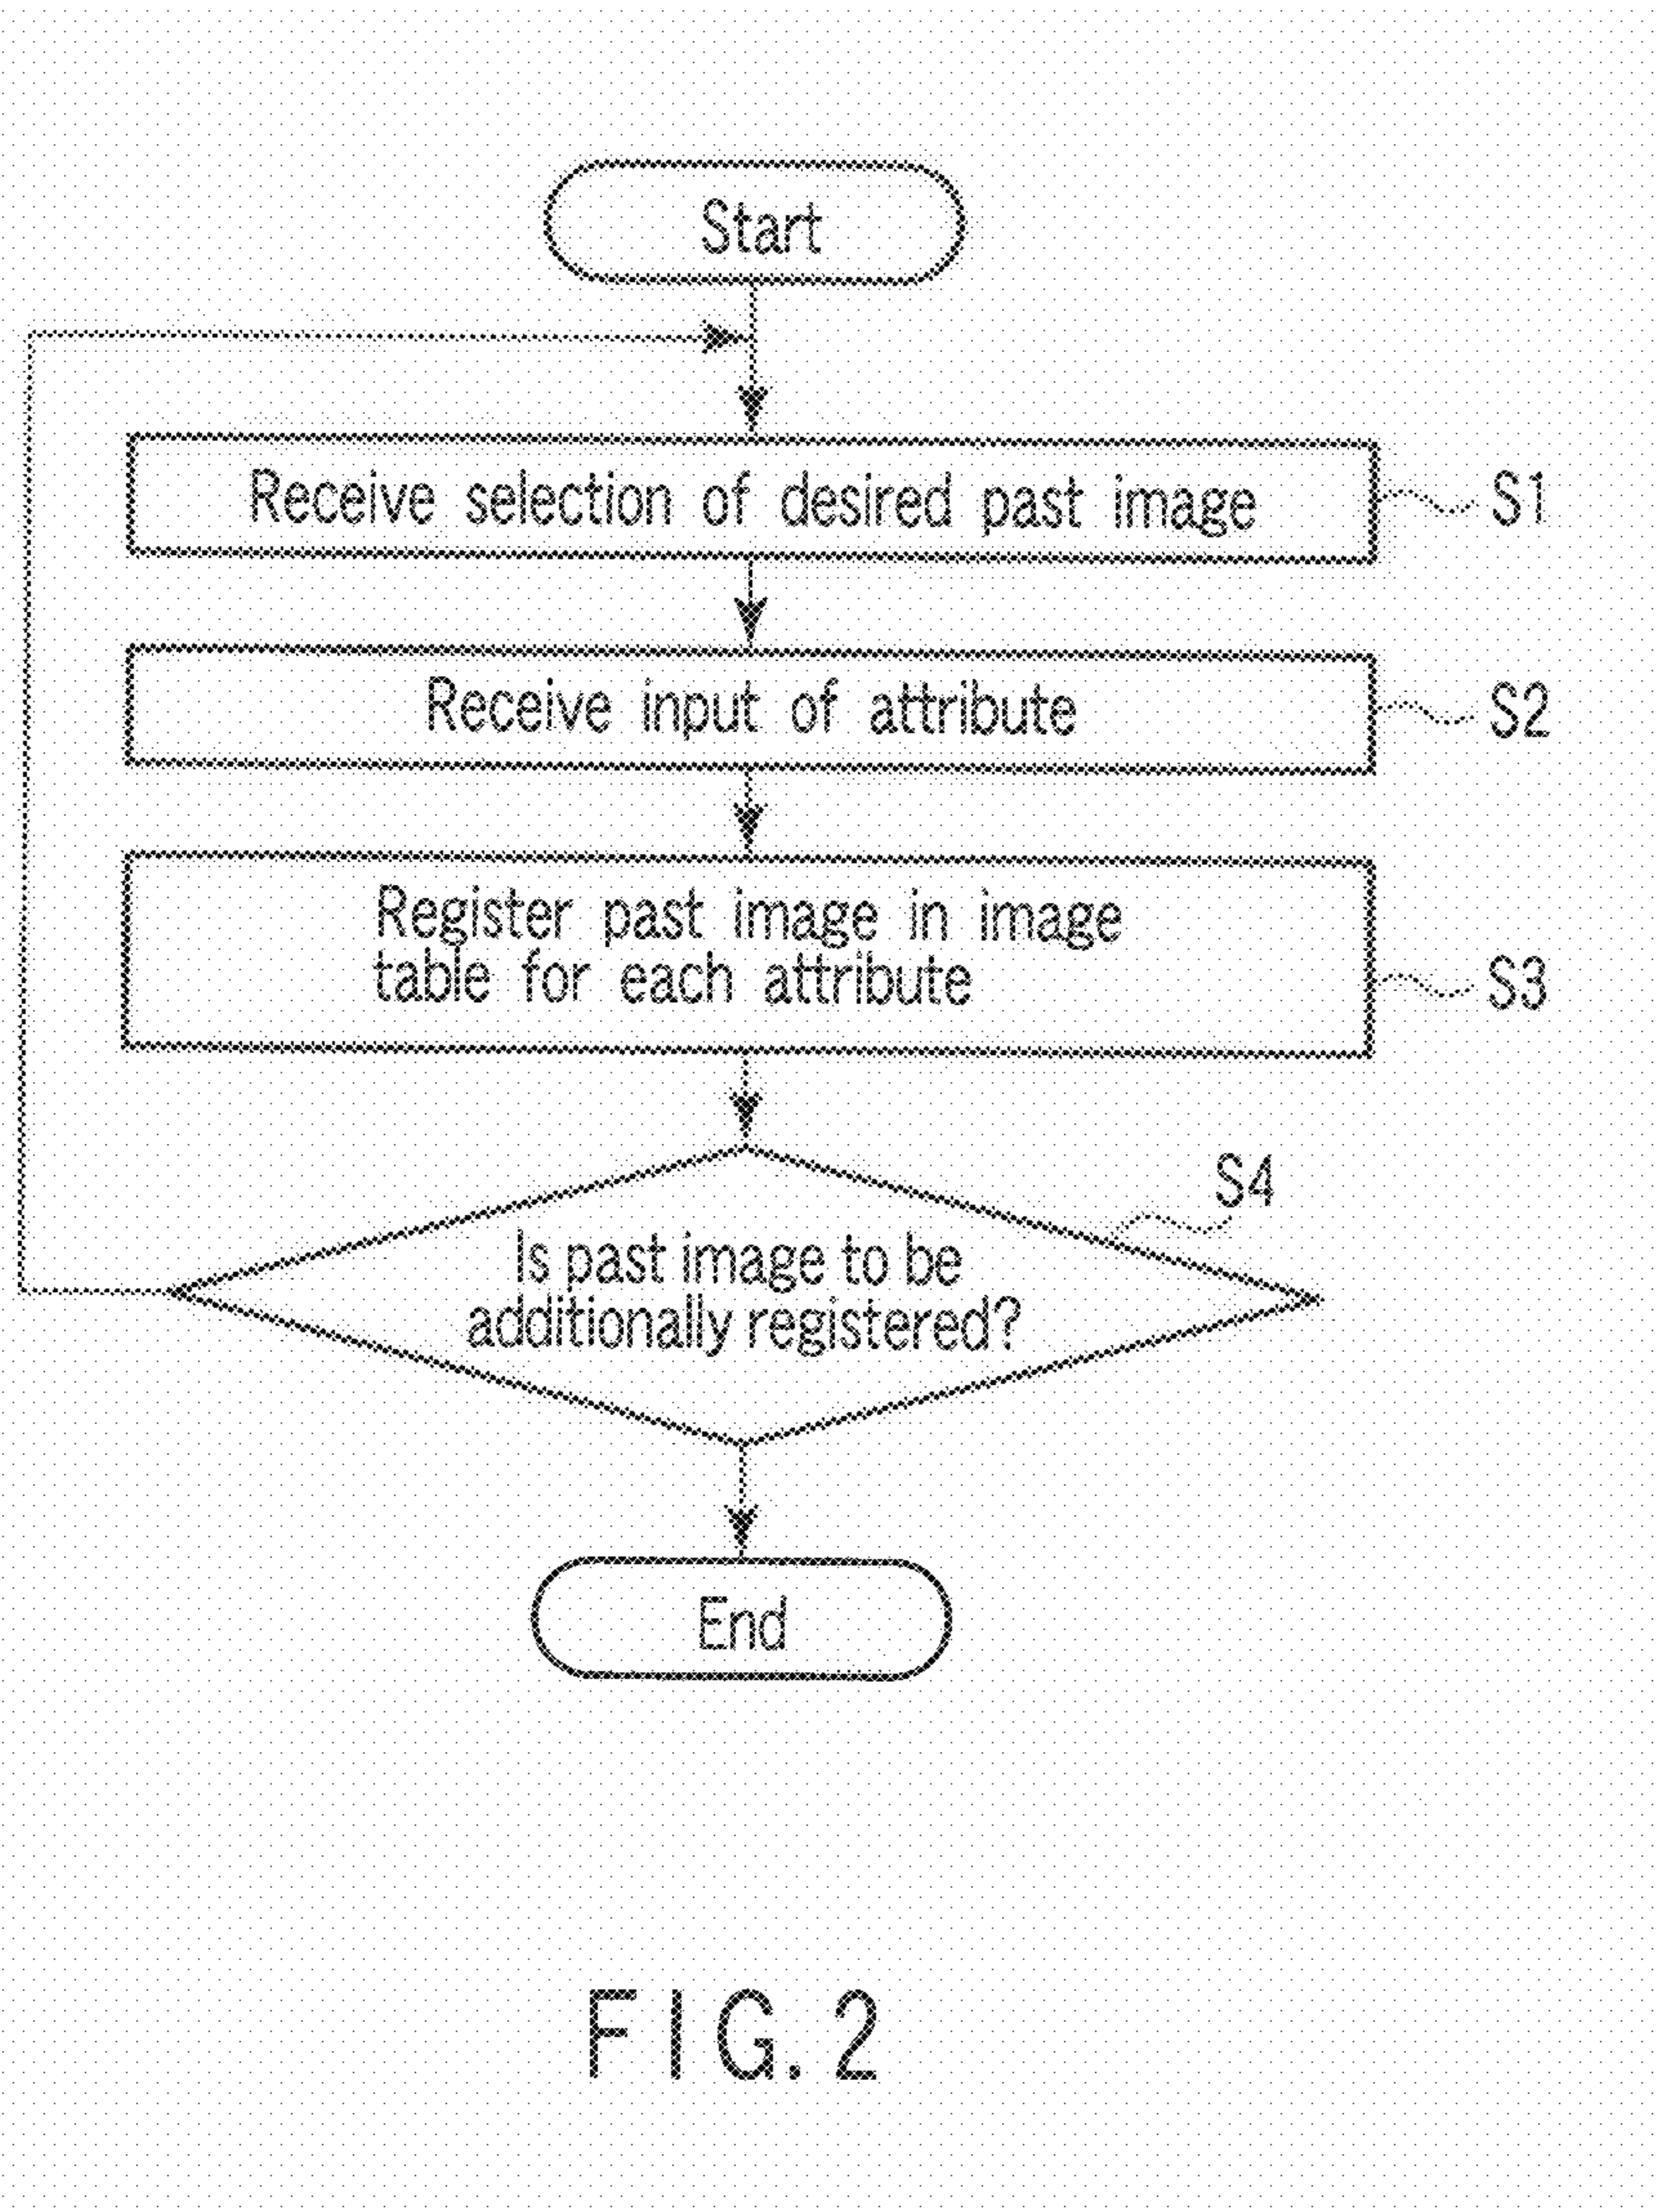 Start
Receive selection of desired past image
S1
Receive input of attribute
S2
Register past image in image
table for each attribute
S3
S4
Is past image to be
additionally registered?
End
FIG. 2